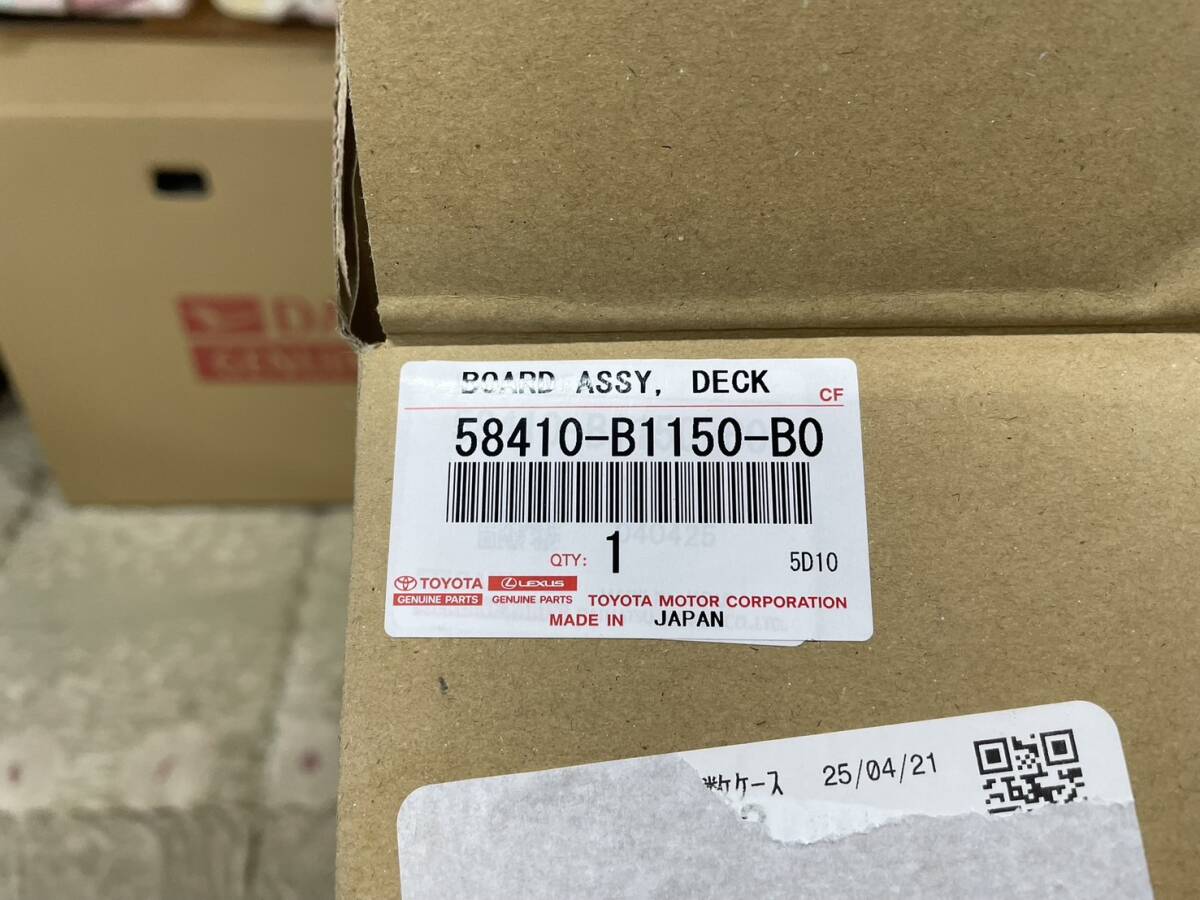 BOARD ASSY, DECK
CF
58410-B1150-B0
QTY: 1
5D10
TOYOTA LEXUS
GENUINE PARTS GENUINE PARTS TOYOTA MOTOR CORPORATION
MADE IN JAPAN
数ケース 25/04/21